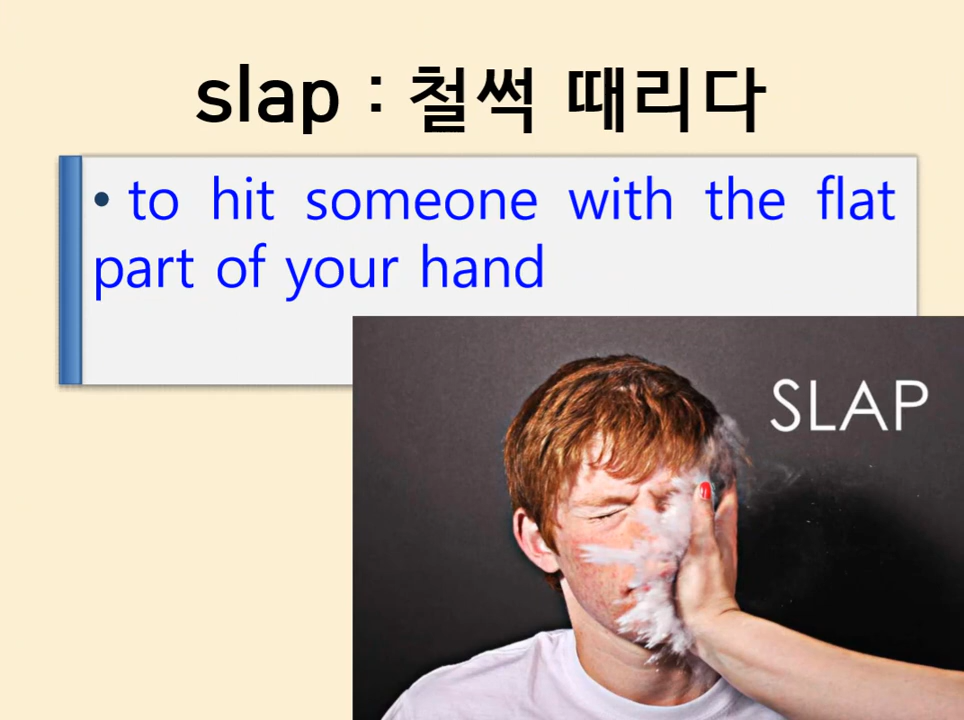 slap : 철썩 때리다
• to hit someone with the flat
part of your hand
SLAP